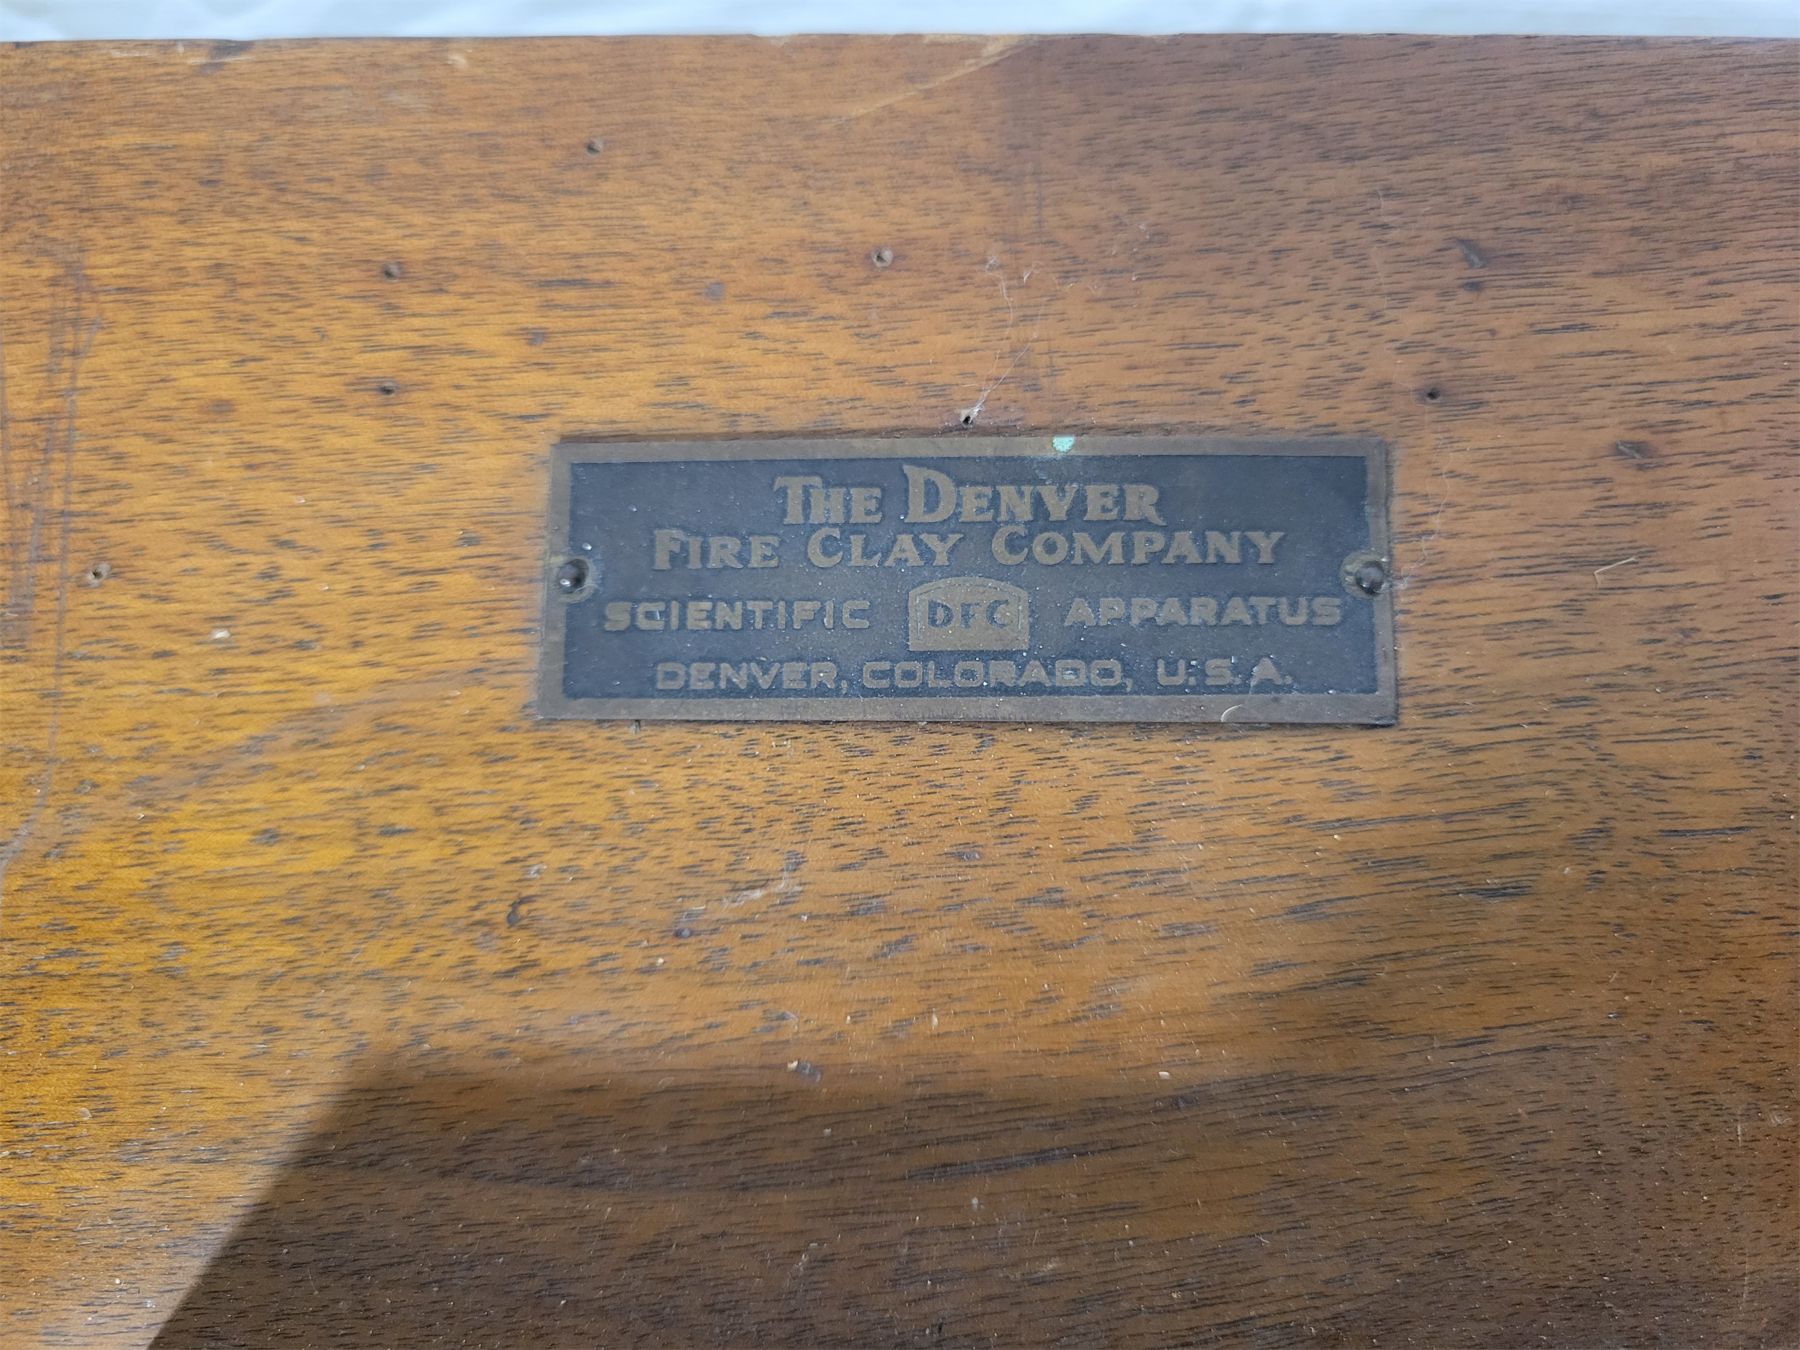 THE DENVER
FIRE CLAY COMPANY
SCIENTIFIC DFC APPARATUS
DENVER, COLORADO, U.S.A.